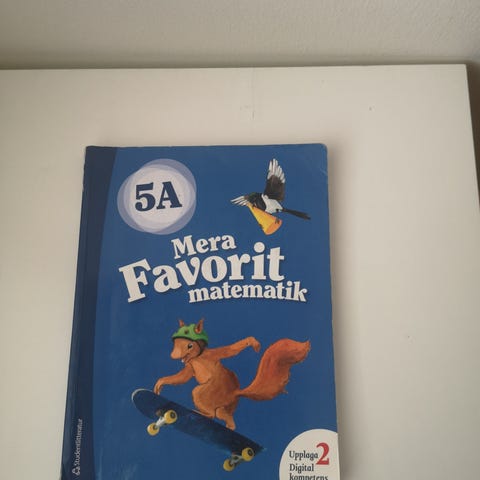 5A
Mera
Favorit
matematik
Studentlitteratur
Upplaga 2
Digital
kompetens